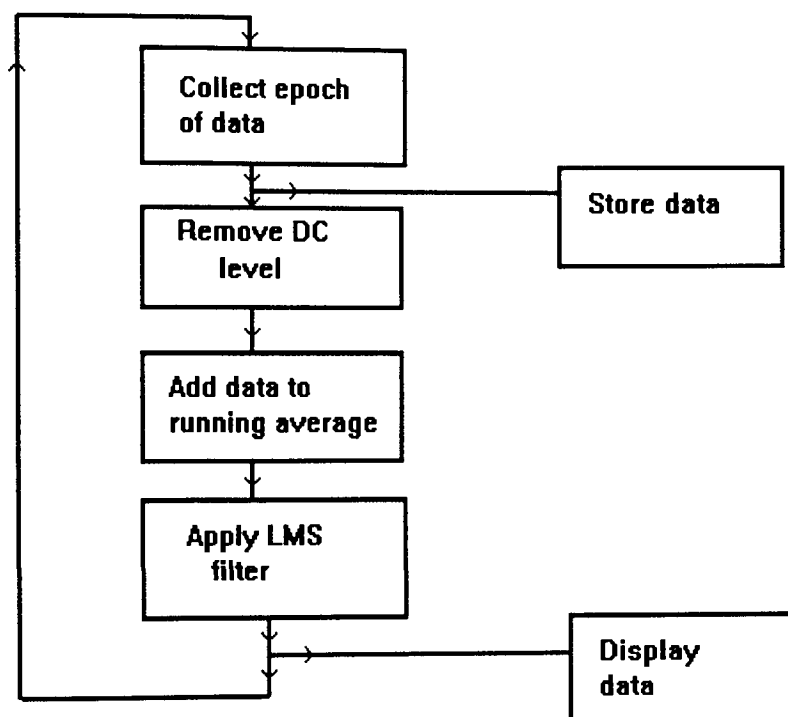 Collect epoch
of data
Store data
Remove DC
level
Add data to
running average
Apply LMS
filter
Display
data